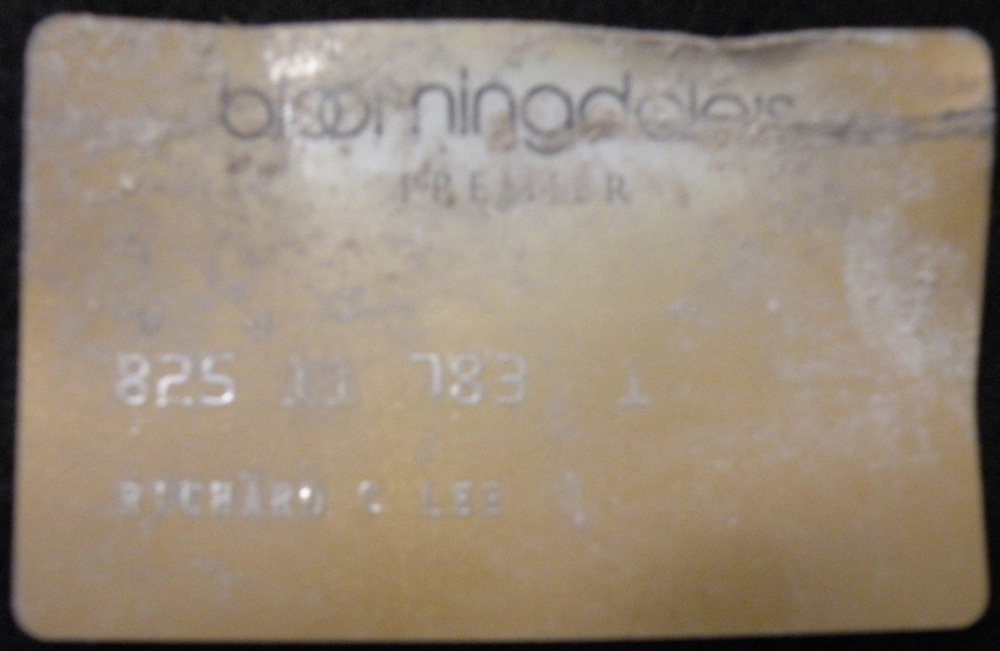 bloomingdale's
PREMIER
825 11 783 1
RICHARD C LEE